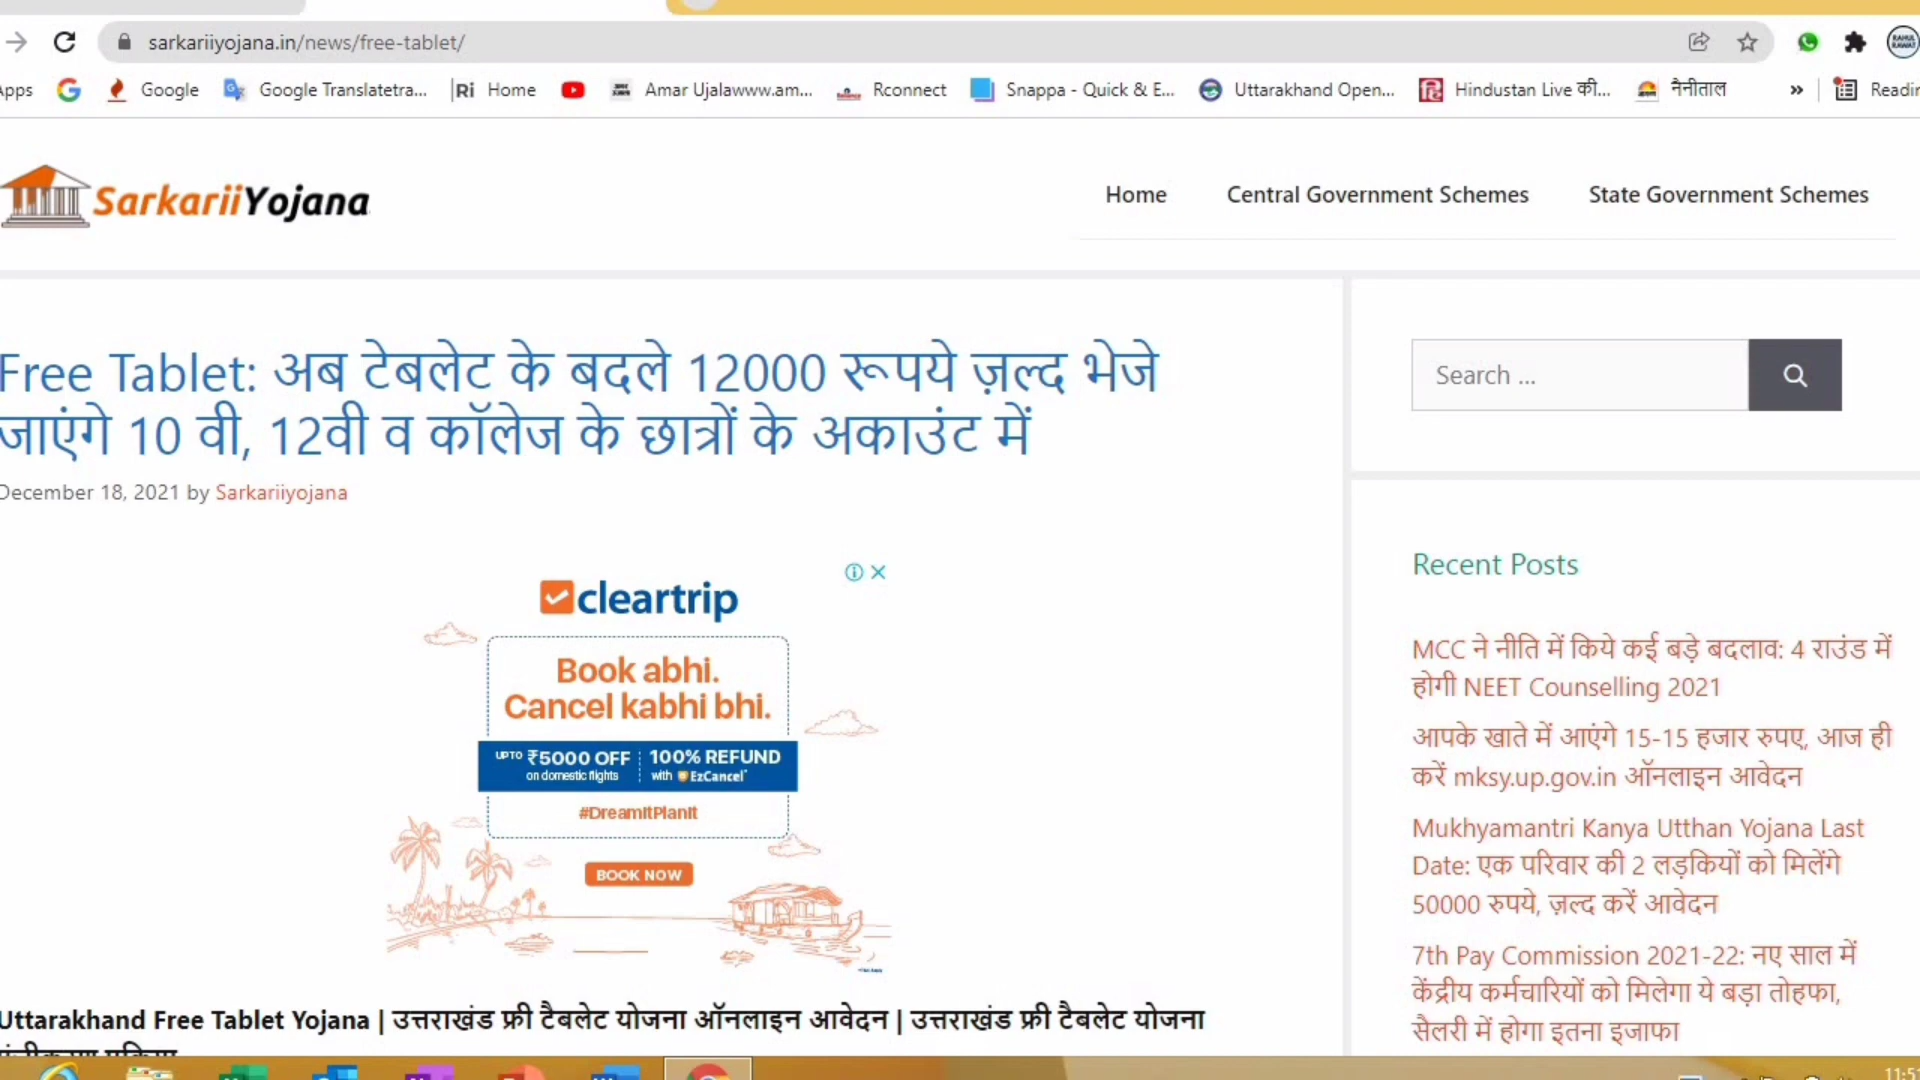 sarkariiyojana.in/news/free-tablet/
Google
Google Translatetra...
Ri Home
Amar Ujalawww.am...
Rconnect
Snappa - Quick & E...
Uttarakhand Open...
Hindustan Live की...
नैनीताल
»
SarkariiYojana
Home
Central Government Schemes
State Government Schemes
Free Tablet: अब टेबलेट के बदले 12000 रूपये ज़ल्द भेजे
जाएंगे 10 वी, 12वी व कॉलेज के छात्रों के अकाउंट में
December 18, 2021 by Sarkariiyojana
cleartrip
Book abhi.
Cancel kabhi bhi.
UPTO ₹5000 OFF
on domestic flights
100% REFUND
with EzCancel
#DreamItPlanIt
BOOK NOW
Uttarakhand Free Tablet Yojana | उत्तराखंड फ्री टैबलेट योजना ऑनलाइन आवेदन | उत्तराखंड फ्री टैबलेट योजना
Search ...
Recent Posts
MCC ने नीति में किये कई बड़े बदलाव: 4 राउंड में
होगी NEET Counselling 2021
आपके खाते में आएंगे 15-15 हजार रुपए, आज ही
करें mksy.up.gov.in ऑनलाइन आवेदन
Mukhyamantri Kanya Utthan Yojana Last
Date: एक परिवार की 2 लड़कियों को मिलेंगे
50000 रुपये, ज़ल्द करें आवेदन
7th Pay Commission 2021-22: नए साल में
केंद्रीय कर्मचारियों को मिलेगा ये बड़ा तोहफा,
सैलरी में होगा इतना इजाफा